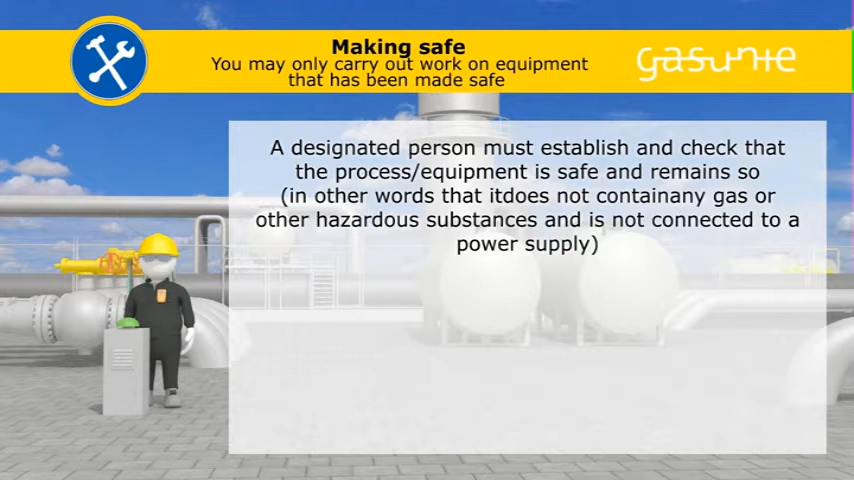 Making safe
You may only carry out work on equipment
that has been made safe
gasunie
A designated person must establish and check that
the process/equipment is safe and remains so
(in other words that itdoes not containany gas or
other hazardous substances and is not connected to a
power supply)